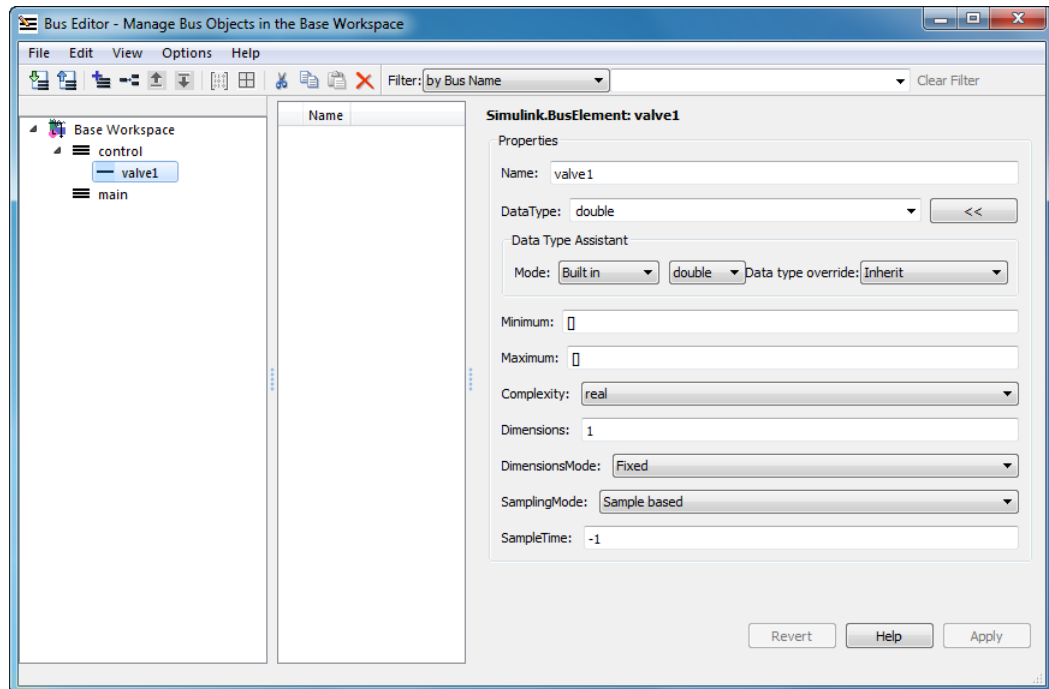 Bus Editor - Manage Bus Objects in the Base Workspace
File Edit View Options Help
Filter: by Bus Name Clear Filter
Name
Base Workspace
control
valve1
main
Simulink.BusElement: valve1
Properties
Name: valve1
DataType: double <<
Data Type Assistant
Mode: Built in double Data type override: Inherit
Minimum: []
Maximum: []
Complexity: real
Dimensions: 1
DimensionsMode: Fixed
SamplingMode: Sample based
SampleTime: -1
Revert Help Apply